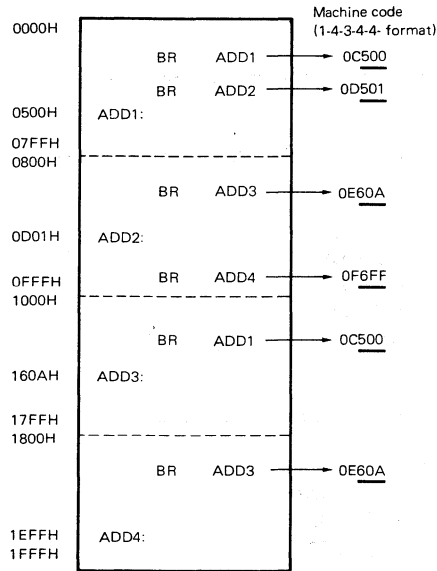 Machine code
(1-4-3-4-4- format)
0000H
BR ADD1 0C500
BR ADD2 0D501
0500H ADD1:
07FFH
0800H
BR ADD3 0E60A
0D01H ADD2:
BR ADD4 0F6FF
0FFFH
1000H
BR ADD1 0C500
160AH ADD3:
17FFH
1800H
BR ADD3 0E60A
1EFFH ADD4:
1FFFH